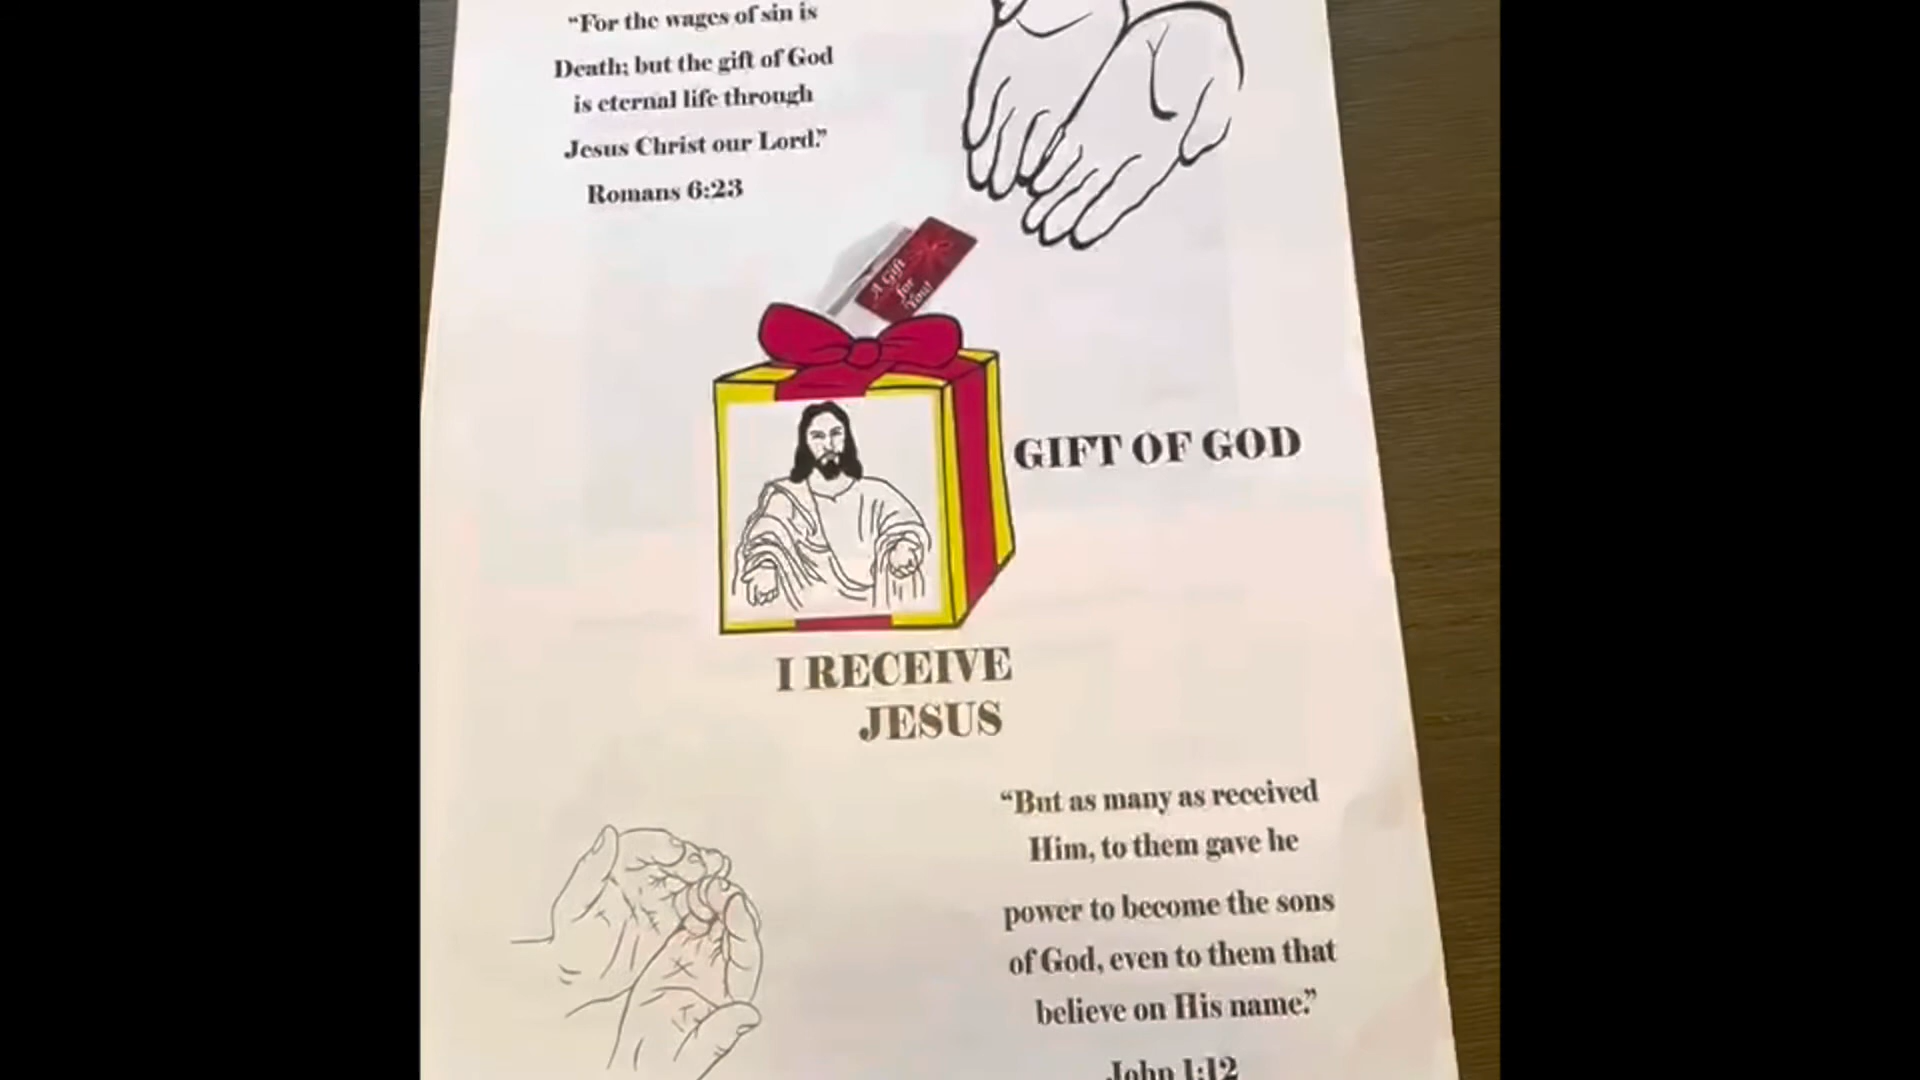 “For the wages of sin is
Death; but the gift of God
is eternal life through
Jesus Christ our Lord.”
Romans 6:23
A Gift
for
You!
GIFT OF GOD
I RECEIVE
JESUS
“But as many as received
Him, to them gave he
power to become the sons
of God, even to them that
believe on His name.”
John 1:12